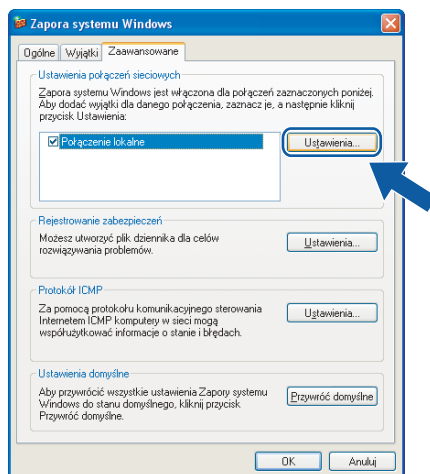 Zapora systemu Windows
Ogólne Wyjątki Zaawansowane
Ustawienia połączeń sieciowych
Zapora systemu Windows jest włączona dla połączeń zaznaczonych poniżej.
Aby dodać wyjątki dla danego połączenia, zaznacz je, a następnie kliknij
przycisk Ustawienia:
Połączenie lokalne
Ustawienia...
Rejestrowanie zabezpieczeń
Możesz utworzyć plik dziennika dla celów
rozwiązywania problemów.
Ustawienia...
Protokół ICMP
Za pomocą protokołu komunikacyjnego sterowania
Internetem ICMP komputery w sieci mogą
współużytkować informacje o stanie i błędach.
Ustawienia...
Ustawienia domyślne
Aby przywrócić wszystkie ustawienia Zapory systemu
Windows do stanu domyślnego, kliknij przycisk
Przywróć domyślne.
Przywróć domyślne
OK Anuluj